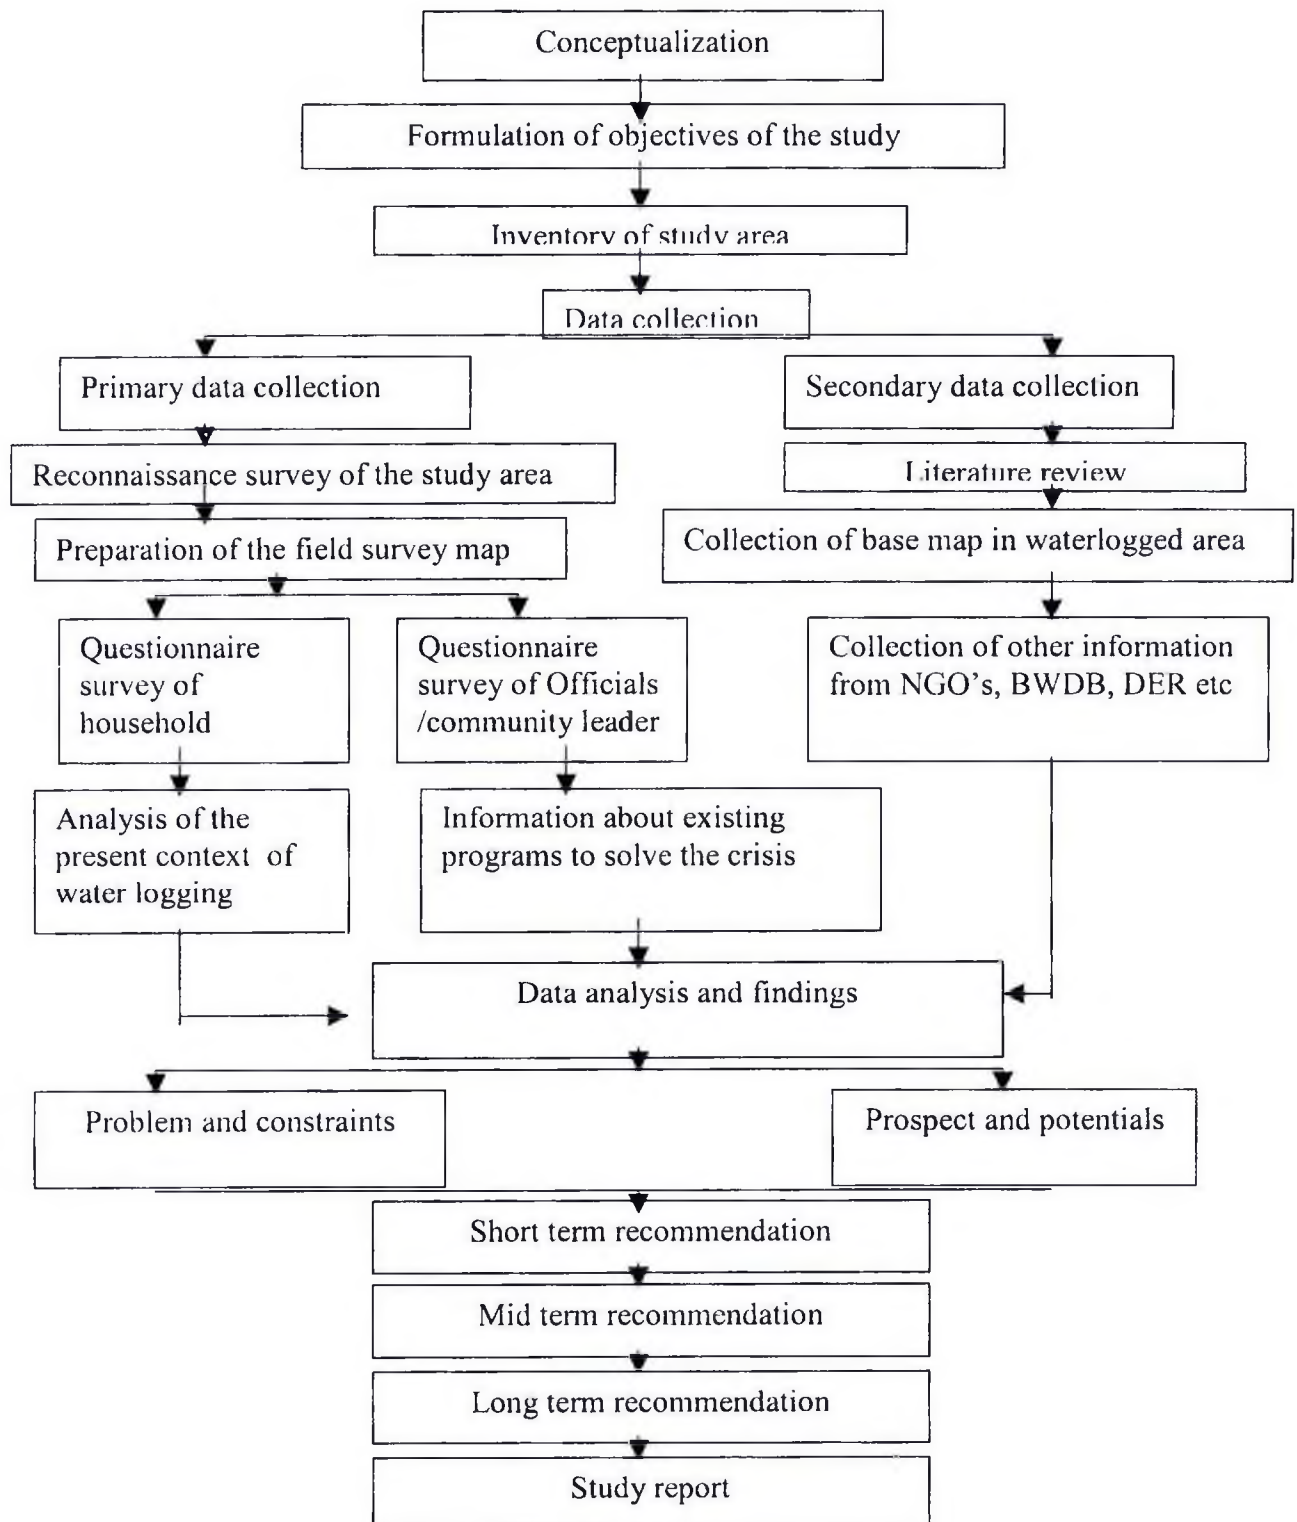 Conceptualization
Formulation of objectives of the study
Inventory of study area
Data collection
Primary data collection
Secondary data collection
Reconnaissance survey of the study area
Literature review
Preparation of the field survey map
Collection of base map in waterlogged area
Questionnaire
survey of
household
Questionnaire
survey of Officials
/community leader
Collection of other information
from NGO's, BWDB, DER etc
Analysis of the
present context of
water logging
Information about existing
programs to solve the crisis
Data analysis and findings
Problem and constraints
Prospect and potentials
Short term recommendation
Mid term recommendation
Long term recommendation
Study report